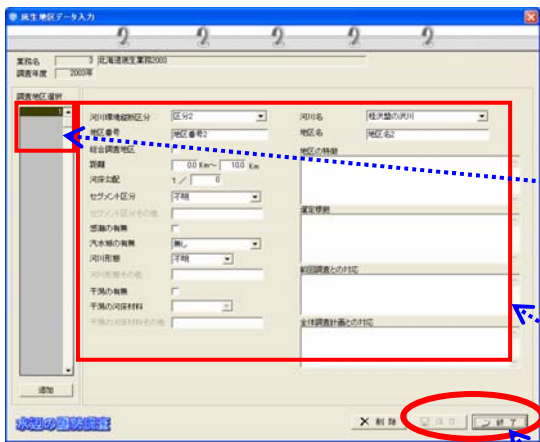 底生地区データ入力
業務名 3 北海道底生業務2003
調査年度 2003年
調査地区選択
1
河川環境縦断区分 区分2 河川名 桂沢盤の沢川
地区番号 地区番号2 地区名 地区名2
総合調査地区 地区の特徴
距離 0.0 Km～ 10.0 Km
河床勾配 1／ 0
セグメント区分 不明
セグメント区分その他 選定根拠
感潮の有無
汽水域の有無 無し
河川形態 不明
河川形態その他 前回調査との対応
干潟の有無
干潟の河床材料
干潟の河床材料その他 全体調査計画との対応
追加
水辺の国勢調査 削除 保存 終了